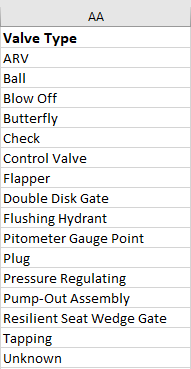 AA
Valve Type
ARV
Ball
Blow Off
Butterfly
Check
Control Valve
Flapper
Double Disk Gate
Flushing Hydrant
Pitometer Gauge Point
Plug
Pressure Regulating
Pump-Out Assembly
Resilient Seat Wedge Gate
Tapping
Unknown